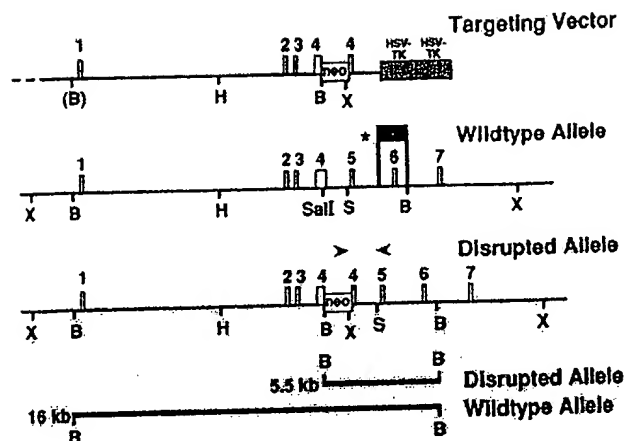 Targeting Vector
1 2 3 4 4 HSV-TK HSV-TK
neo
(B) H B X
Wildtype Allele
* 1 2 3 4 5 6 7
X B H SalI S B X
Disrupted Allele
1 2 3 4 4 5 6 7
neo
X B H B X S B X
B B
5.5 kb Disrupted Allele
16 kb Wildtype Allele
B B